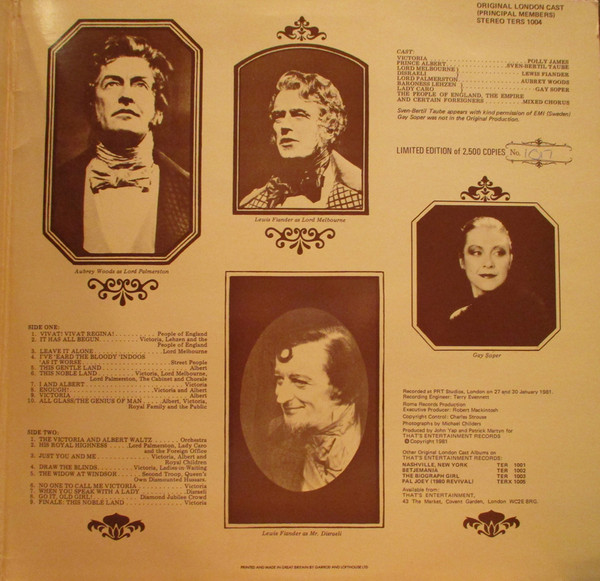 ORIGINAL LONDON CAST
(PRINCIPAL MEMBERS)
STEREO TERS 1004
CAST:
VICTORIA ........ POLLY JAMES
PRINCE ALBERT ........ SVEN-BERTIL TAUBE
LORD MELBOURNE }
DISRAELI } ........ LEWIS FIANDER
LORD PALMERSTON }
BARONESS LEHZEN } ........ AUBREY WOODS
LADY CARO ........ GAY SOPER
THE PEOPLE OF ENGLAND, THE EMPIRE
AND CERTAIN FOREIGNERS ........ MIXED CHORUS
Sven-Bertil Taube appears with kind permission of EMI (Sweden)
Gay Soper was not in the Original Production.
LIMITED EDITION of 2,500 COPIES No.
Aubrey Woods as Lord Palmerston
Lewis Fiander as Lord Melbourne
Gay Soper
Lewis Fiander as Mr. Disraeli
SIDE ONE:
1. VIVAT! VIVAT REGINA! ........ People of England
2. IT HAS ALL BEGUN ........ Victoria, Lehzen and the
People of England
3. LEAVE IT ALONE ........ Lord Melbourne
4. I'VE 'EARD THE BLOODY 'INDOOS
'AS IT WORSE ........ Street People
5. THIS GENTLE LAND ........ Albert
6. THIS NOBLE LAND ........ Victoria, Lord Melbourne,
Lord Palmerston, The Cabinet and Chorale
7. I AND ALBERT ........ Victoria
8. ENOUGH! ........ Victoria and Albert
9. VICTORIA ........ Albert
10. ALL GLASS/THE GENIUS OF MAN .... Albert, Victoria,
Royal Family and the Public
SIDE TWO:
1. THE VICTORIA AND ALBERT WALTZ ........ Orchestra
2. HIS ROYAL HIGHNESS ........ Lord Palmerston, Lady Caro
and the Foreign Office
3. JUST YOU AND ME ........ Victoria, Albert and
Royal Children
4. DRAW THE BLINDS ........ Victoria, Ladies-in-Waiting
5. THE WIDOW AT WINDSOR ........ Second Troop, Queen's
Own Dismounted Hussars.
6. NO ONE TO CALL ME VICTORIA ........ Victoria
7. WHEN YOU SPEAK WITH A LADY ........ Disraeli
8. GO IT, OLD GIRL! ........ Diamond Jubilee Crowd
9. FINALE: THIS NOBLE LAND ........ Victoria
Recorded at PRT Studios, London on 27 and 30 January 1981.
Recording Engineer: Terry Evennett
Roma Records Production
Executive Producer: Robert Mackintosh
Copyright Control: Charles Strouse
Photographs by Michael Childers
Produced by John Yap and Patrick Marton for
THAT'S ENTERTAINMENT RECORDS
© Copyright 1981
Other Original London Cast Albums on
THAT'S ENTERTAINMENT RECORDS:
NASHVILLE, NEW YORK TER 1001
BETJEMANIA TER 1002
THE BIOGRAPH GIRL TER 1003
PAL JOEY (1980 REVIVAL) TERX 1005
Available from:
THAT'S ENTERTAINMENT,
43 The Market, Covent Garden, London WC2E 8RG.
PRINTED AND MADE IN GREAT BRITAIN BY GARROD AND LOFTHOUSE LTD.